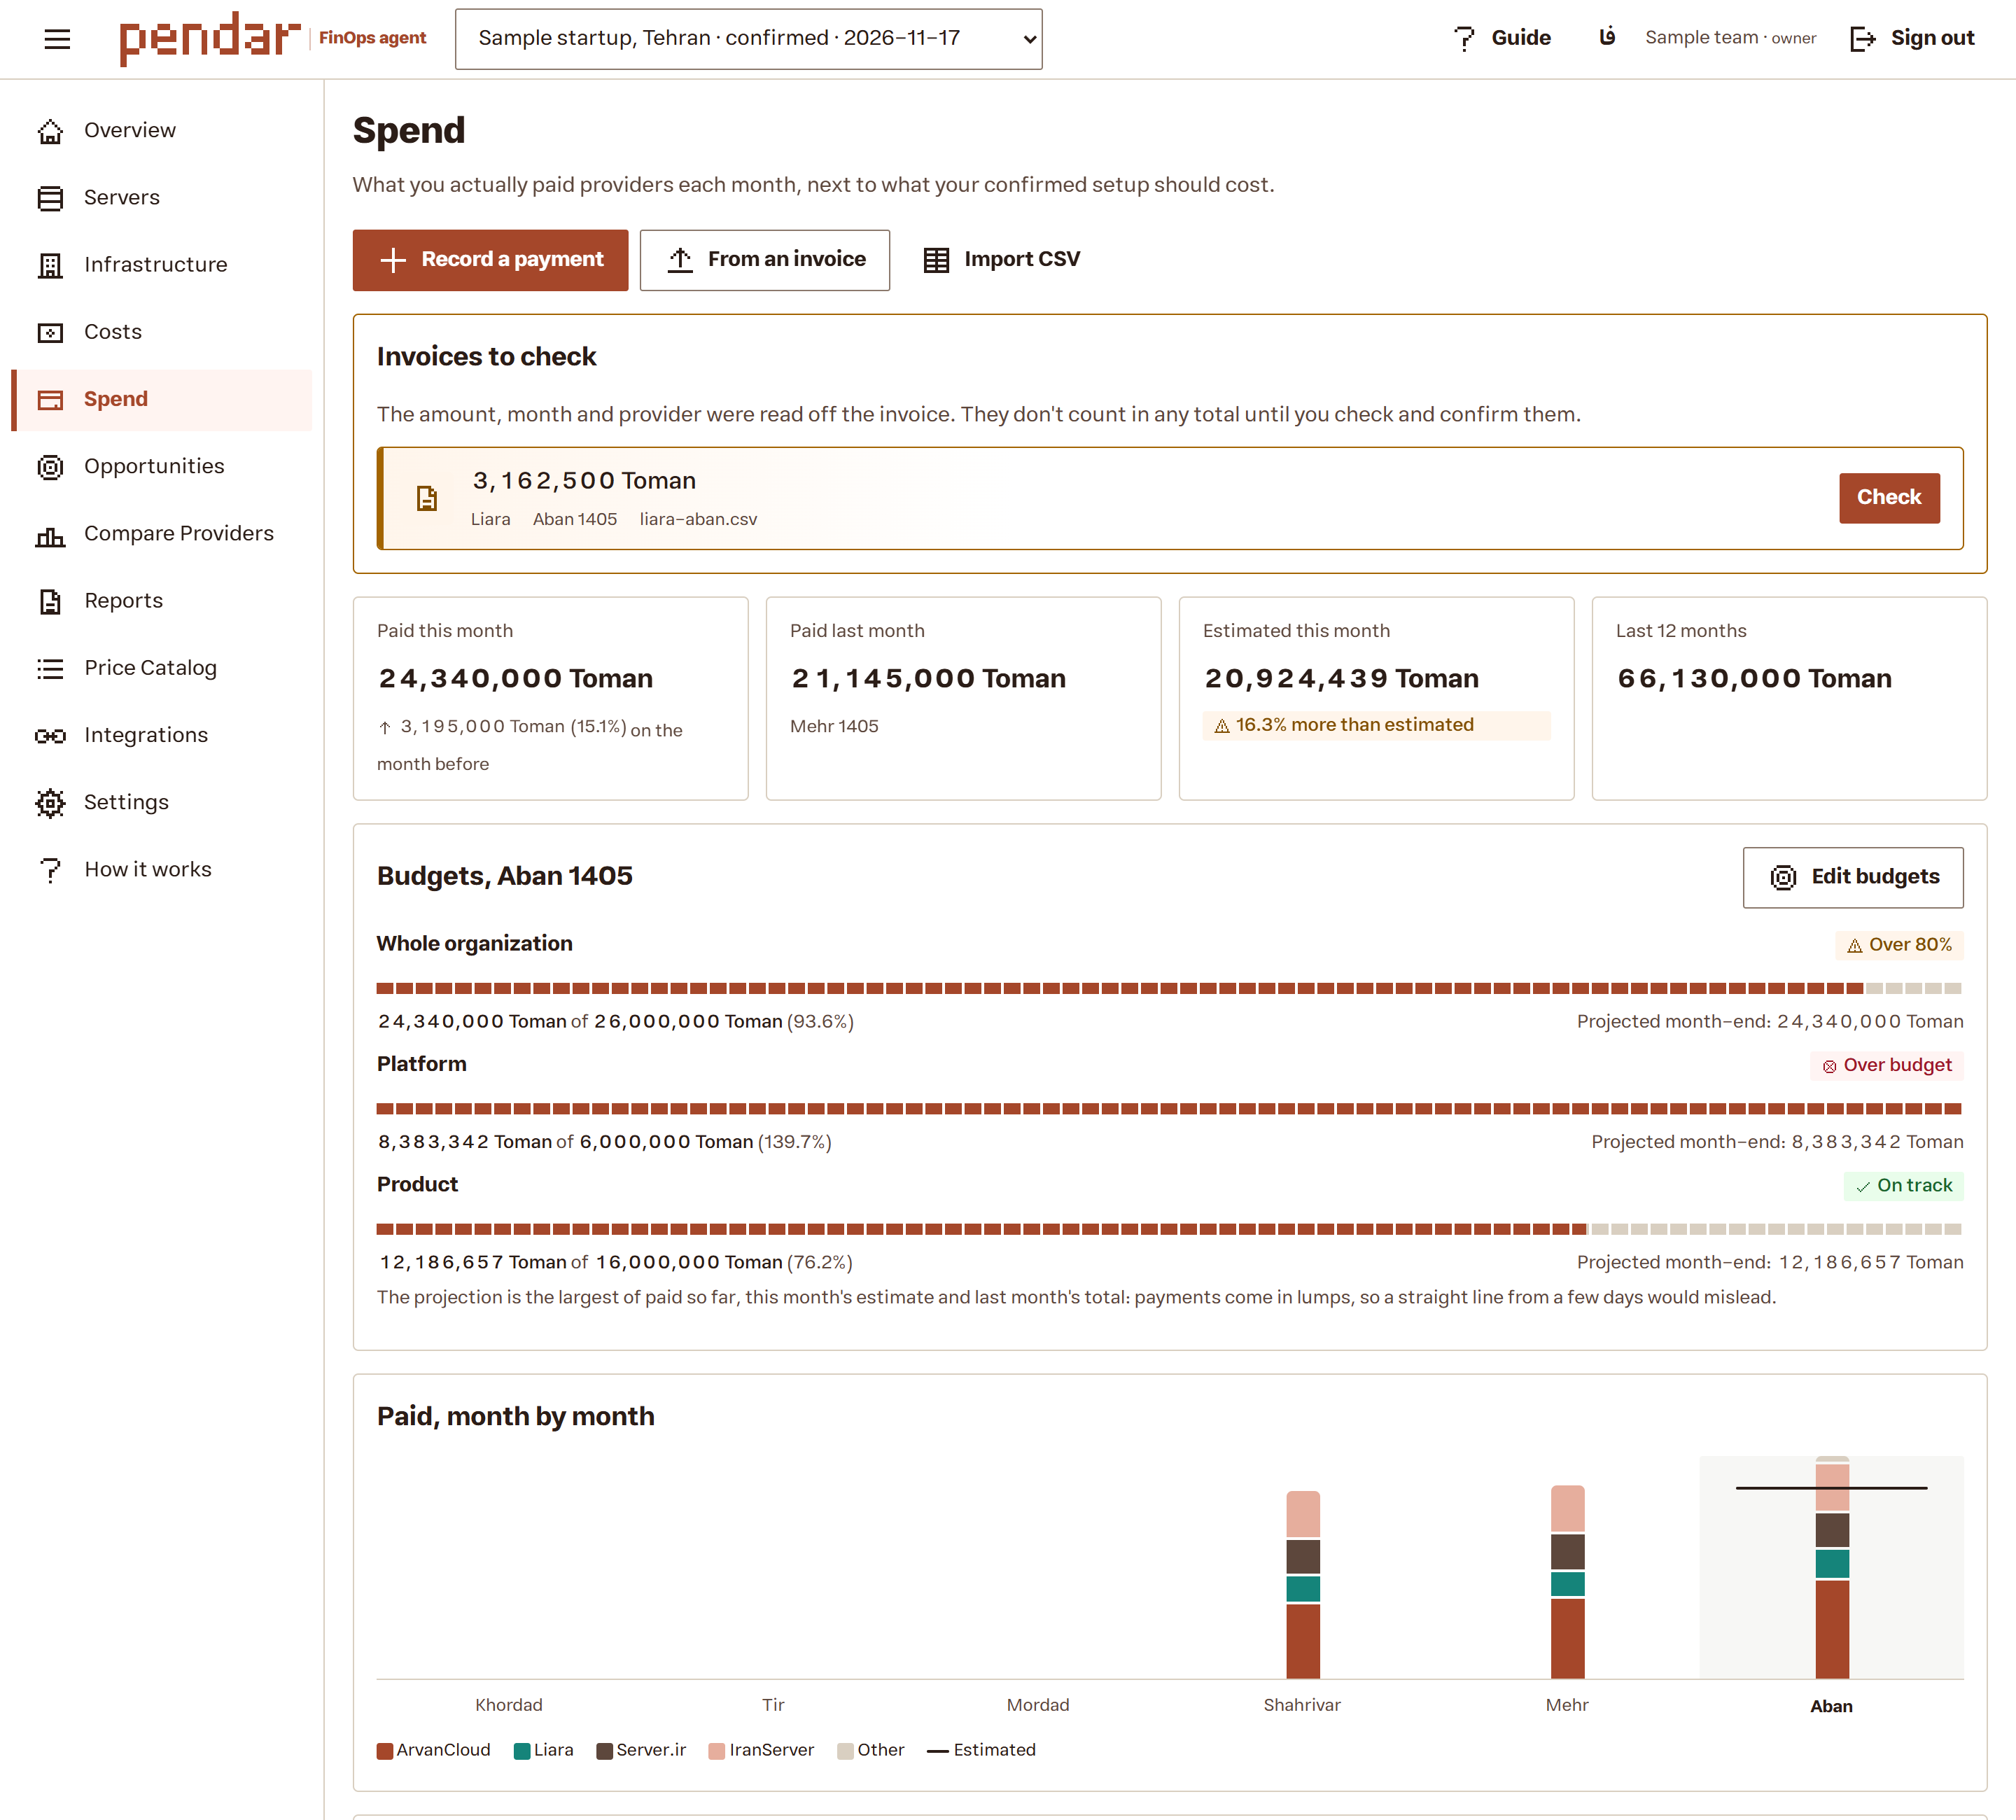 pendar
FinOps agent
Sample startup, Tehran · confirmed · 2026-11-17
Guide
فا
Sample team · owner
Sign out
Overview
Servers
Infrastructure
Costs
Spend
Opportunities
Compare Providers
Reports
Price Catalog
Integrations
Settings
How it works
Spend
What you actually paid providers each month, next to what your confirmed setup should cost.
Record a payment
From an invoice
Import CSV
Invoices to check
The amount, month and provider were read off the invoice. They don't count in any total until you check and confirm them.
3,162,500 Toman
Liara Aban 1405 liara-aban.csv
Check
Paid this month
24,340,000 Toman
↑ 3,195,000 Toman (15.1%) on the
month before
Paid last month
21,145,000 Toman
Mehr 1405
Estimated this month
20,924,439 Toman
16.3% more than estimated
Last 12 months
66,130,000 Toman
Budgets, Aban 1405
Edit budgets
Whole organization
Over 80%
24,340,000 Toman of 26,000,000 Toman (93.6%)
Projected month-end: 24,340,000 Toman
Platform
Over budget
8,383,342 Toman of 6,000,000 Toman (139.7%)
Projected month-end: 8,383,342 Toman
Product
On track
12,186,657 Toman of 16,000,000 Toman (76.2%)
Projected month-end: 12,186,657 Toman
The projection is the largest of paid so far, this month's estimate and last month's total: payments come in lumps, so a straight line from a few days would mislead.
Paid, month by month
Khordad Tir Mordad Shahrivar Mehr Aban
ArvanCloud Liara Server.ir IranServer Other Estimated